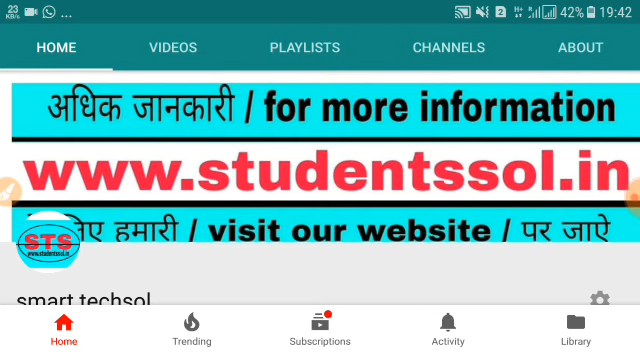 23
KB/s
...
2
H+
R
42%
19:42
HOME VIDEOS PLAYLISTS CHANNELS ABOUT
अधिक जानकारी / for more information
www.studentssol.in
हमारी / visit our website / पर जाऐ
STS
www.studentssol.in
smart techsol
Home Trending Subscriptions Activity Library